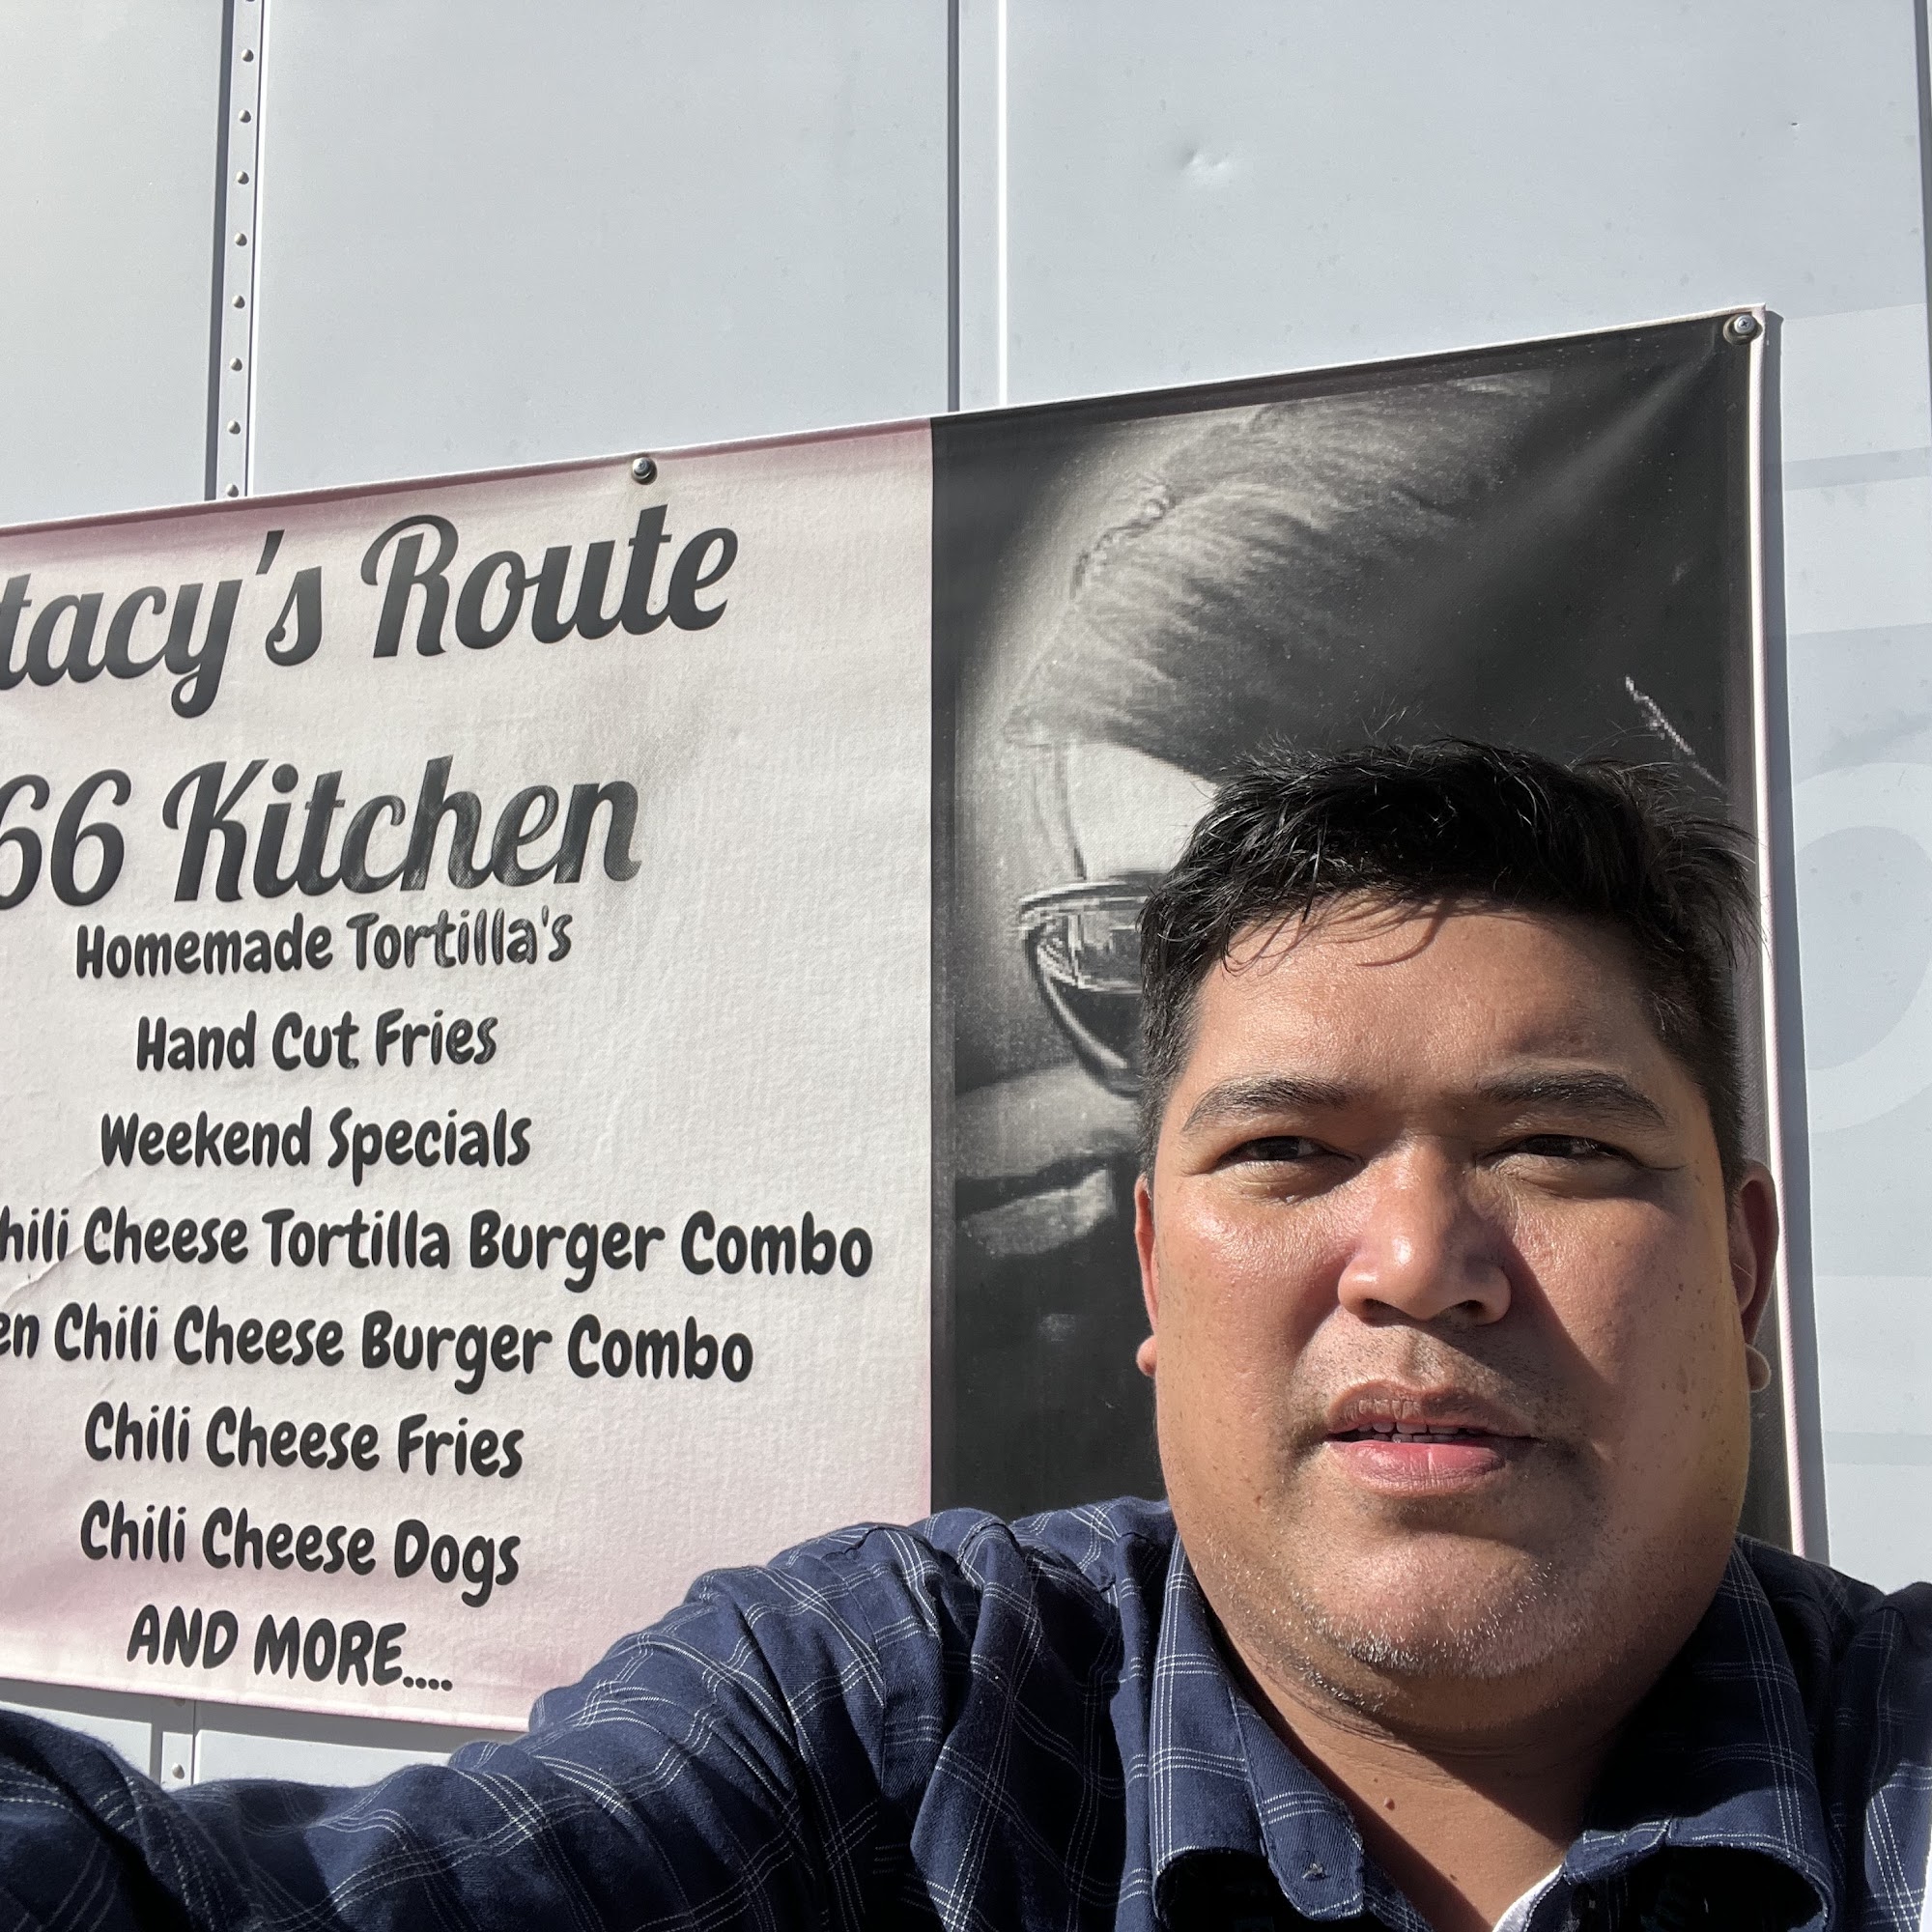 tacy's Route
66 Kitchen
Homemade Tortilla's
Hand Cut Fries
Weekend Specials
hili Cheese Tortilla Burger Combo
en Chili Cheese Burger Combo
Chili Cheese Fries
Chili Cheese Dogs
AND MORE....